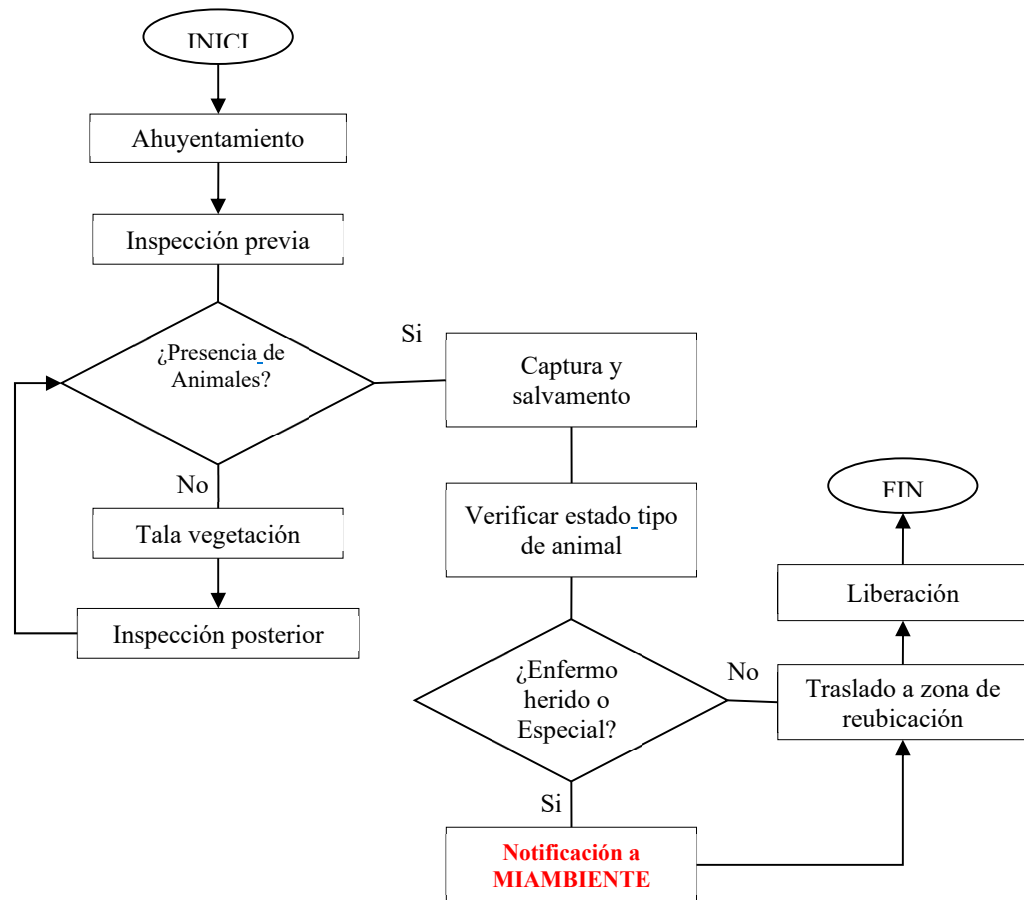 INICI
Ahuyentamiento
Inspección previa
¿Presencia de
Animales?
Si
Captura y
salvamento
No
Tala vegetación
Inspección posterior
Verificar estado tipo
de animal
¿Enfermo
herido o
Especial?
No
Traslado a zona de
reubicación
Liberación
FIN
Si
Notificación a
MIAMBIENTE